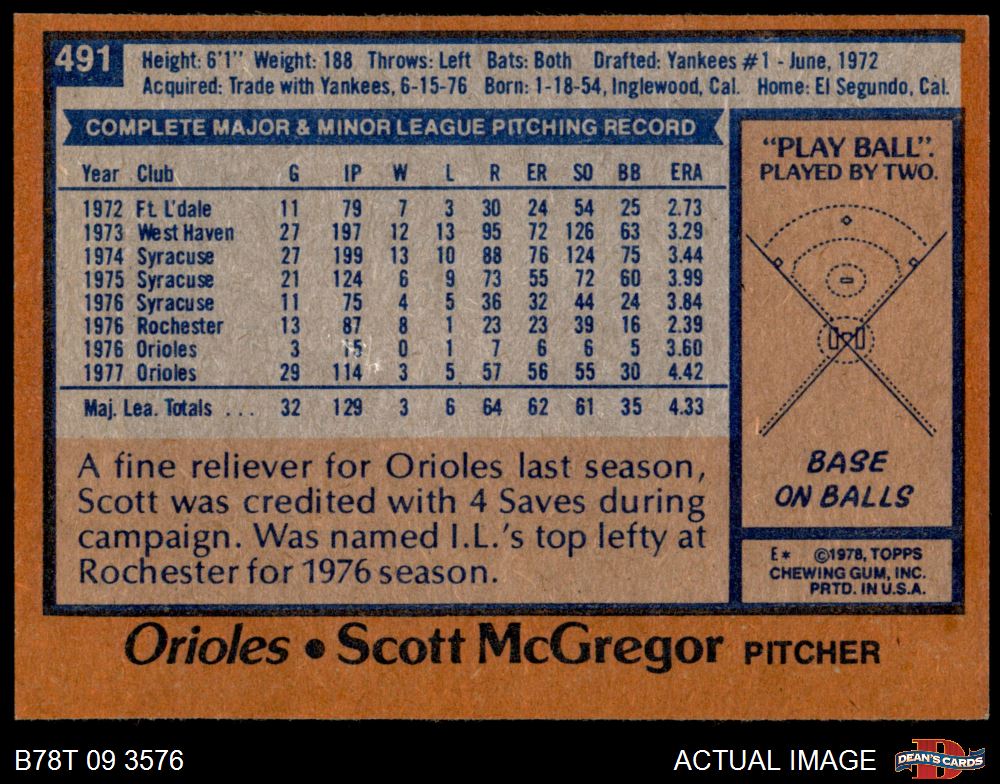 491
Height: 6'1" Weight: 188 Throws: Left Bats: Both Drafted: Yankees #1 - June, 1972
Acquired: Trade with Yankees, 6-15-76 Born: 1-18-54, Inglewood, Cal. Home: El Segundo, Cal.
COMPLETE MAJOR & MINOR LEAGUE PITCHING RECORD
Year Club G IP W L R ER SO BB ERA
1972 Ft. L'dale 11 79 7 3 30 24 54 25 2.73
1973 West Haven 27 197 12 13 95 72 126 63 3.29
1974 Syracuse 27 199 13 10 88 76 124 75 3.44
1975 Syracuse 21 124 6 9 73 55 72 60 3.99
1976 Syracuse 11 75 4 5 36 32 44 24 3.84
1976 Rochester 13 87 8 1 23 23 39 16 2.39
1976 Orioles 3 15 0 1 7 6 6 5 3.60
1977 Orioles 29 114 3 5 57 56 55 30 4.42
Maj. Lea. Totals ... 32 129 3 6 64 62 61 35 4.33
A fine reliever for Orioles last season,
Scott was credited with 4 Saves during
campaign. Was named I.L.'s top lefty at
Rochester for 1976 season.
"PLAY BALL".
PLAYED BY TWO.
BASE
ON BALLS
E* ©1978, TOPPS
CHEWING GUM, INC.
PRTD. IN U.S.A.
Orioles • Scott McGregor PITCHER
B78T 09 3576
ACTUAL IMAGE
DEAN'S CARDS